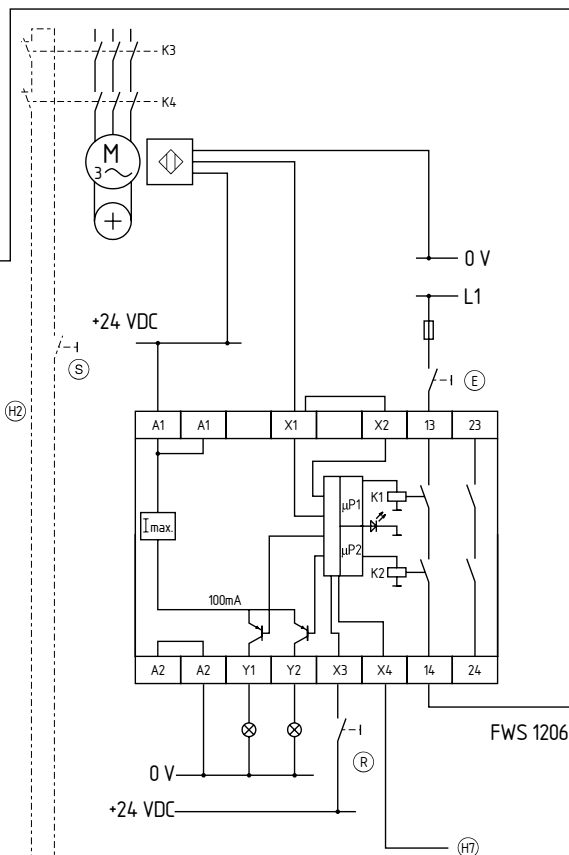 K3
K4
M
3
0 V
L1
+24 VDC
S
E
H2
A1 A1 X1 X2 13 23
µP1
K1
Imax.
µP2
K2
100mA
A2 A2 Y1 Y2 X3 X4 14 24
FWS 1206
R
0 V
+24 VDC
H7